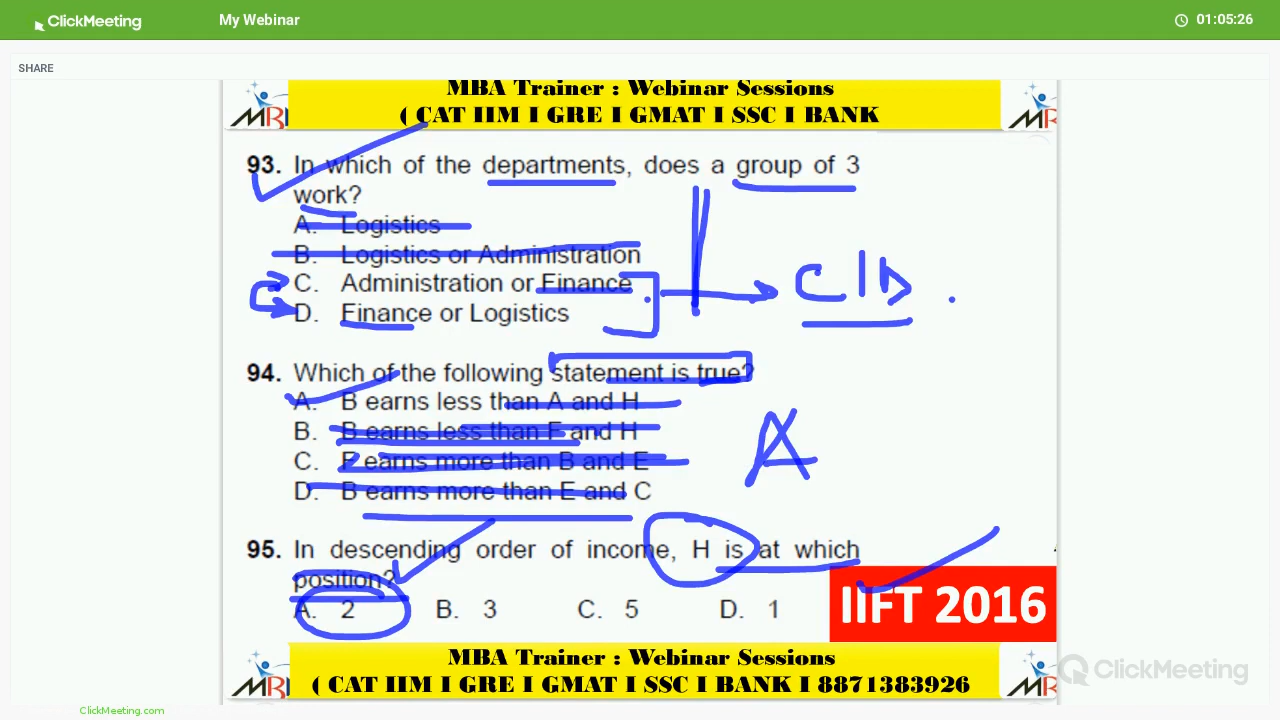 ClickMeeting My Webinar 01:05:26
SHARE
MBA Trainer : Webinar Sessions
( CAT IIM I GRE I GMAT I SSC I BANK
93. In which of the departments, does a group of 3
work?
A. Logistics
B. Logistics or Administration
C. Administration or Finance
D. Finance or Logistics
C/D
94. Which of the following statement is true?
A. B earns less than A and H
B. B earns less than F and H
C. F earns more than B and E
D. B earns more than E and C
A
95. In descending order of income, H is at which
position?
A. 2 B. 3 C. 5 D. 1
IIFT 2016
MBA Trainer : Webinar Sessions
( CAT IIM I GRE I GMAT I SSC I BANK I 8871383926
ClickMeeting
ClickMeeting.com